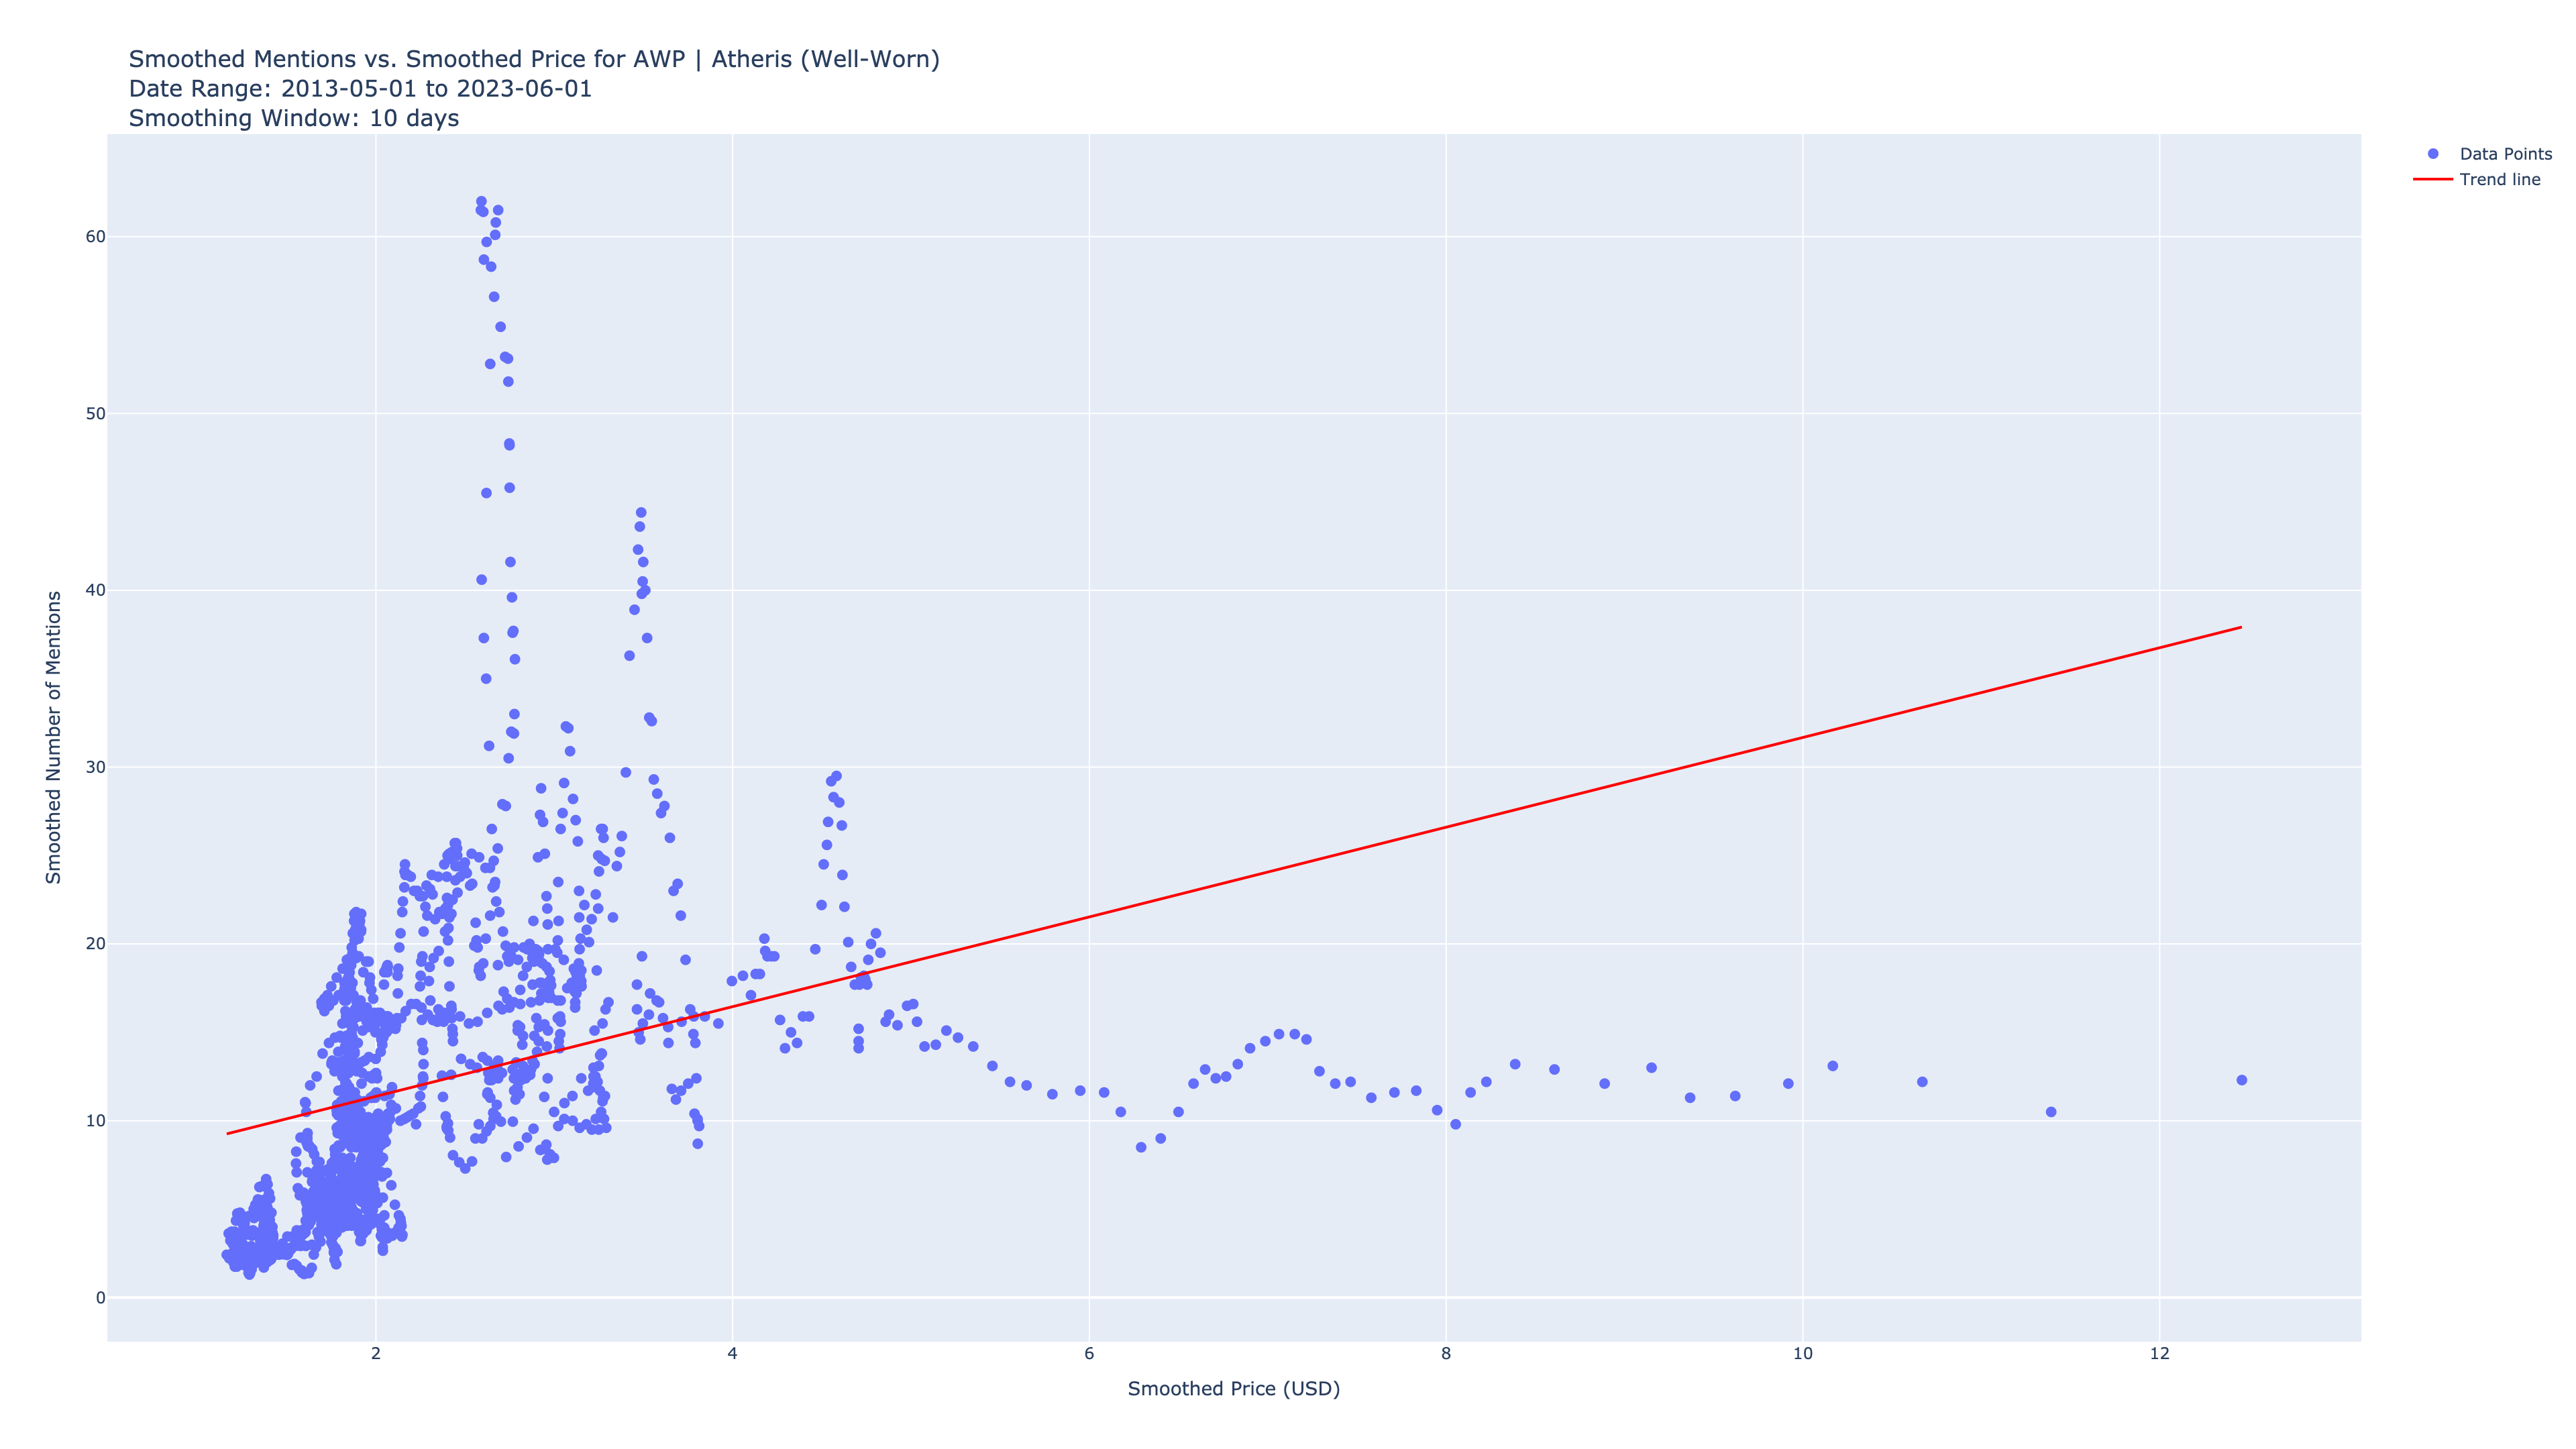 Smoothed Mentions vs. Smoothed Price for AWP | Atheris (Well-Worn)
Date Range: 2013-05-01 to 2023-06-01
Smoothing Window: 10 days
Data Points
Trend line
Smoothed Number of Mentions
60
50
40
30
20
10
0
2
4
6
8
10
12
Smoothed Price (USD)